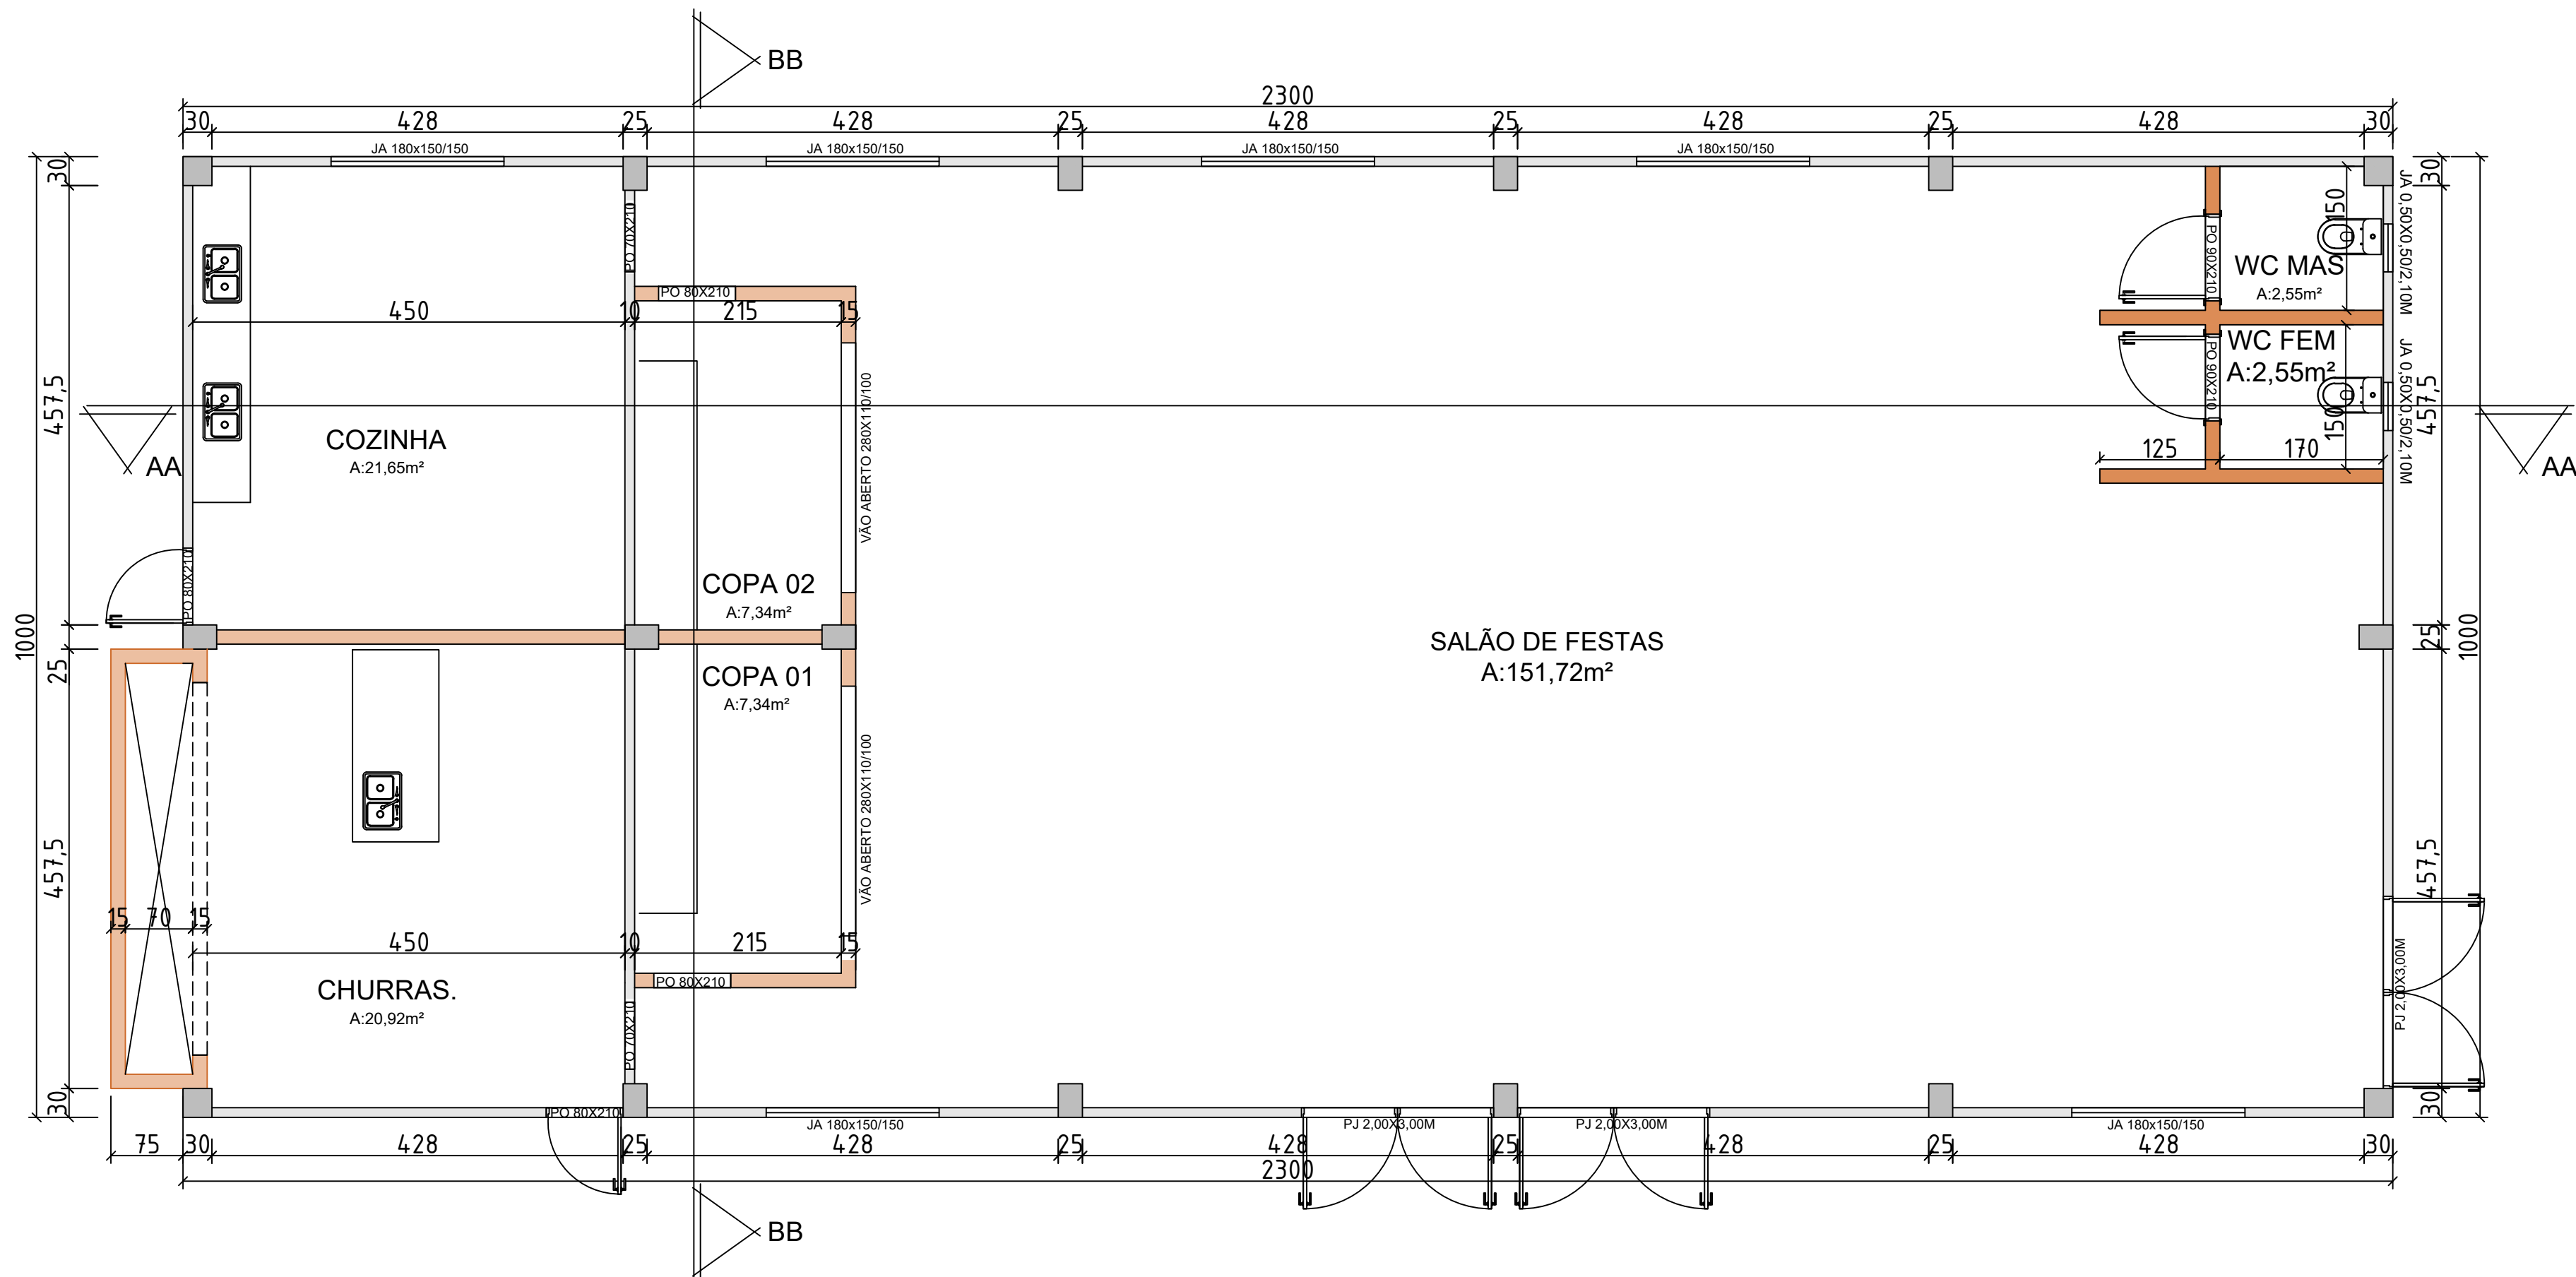 BB
2300
30 428 25 428 25 428 25 428 25 428 30
JA 180x150/150 JA 180x150/150 JA 180x150/150 JA 180x150/150
30
30
JA 0,50X0,50/2,10M
150
PO 70X210
PO 90X210
WC MAS
A:2,55m²
PO 80X210
450 10 215 15
WC FEM
A:2,55m²
PO 90X210
JA 0,50X0,50/2,10M
150
457,5
457,5
VÃO ABERTO 280X110/100
COZINHA
A:21,65m²
125 170
AA
AA
PO 80X210
COPA 02
A:7,34m²
1000
25
25
1000
SALÃO DE FESTAS
A:151,72m²
COPA 01
A:7,34m²
VÃO ABERTO 280X110/100
457,5
457,5
15 70 15
450 10 215 15
PJ 2,00X3,00M
CHURRAS.
A:20,92m²
PO 80X210
PO 70X210
30
30
PO 80X210
JA 180x150/150 PJ 2,00X3,00M PJ 2,00X3,00M JA 180x150/150
75 30 428 25 428 25 428 25 428 25 428 30
2300
BB